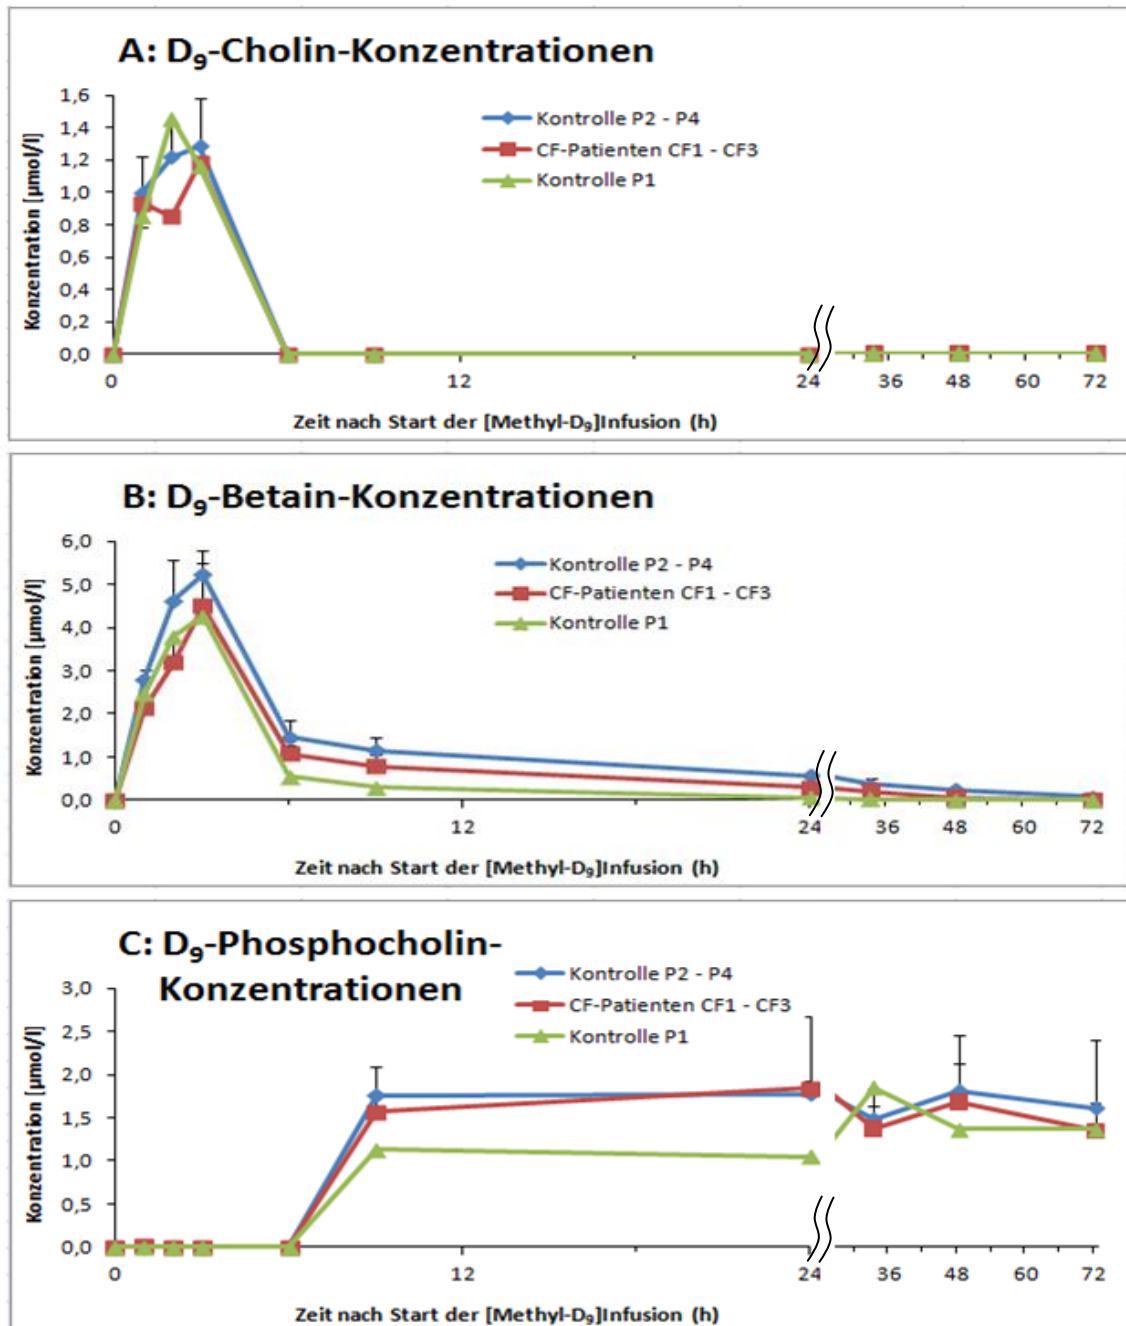 A: D₉-Cholin-Konzentrationen
Konzentration [µmol/l]
1,6
1,4
1,2
1,0
0,8
0,6
0,4
0,2
0,0
Kontrolle P2 - P4
CF-Patienten CF1 - CF3
Kontrolle P1
0 12 24 36 48 60 72
Zeit nach Start der [Methyl-D₉]Infusion (h)
B: D₉-Betain-Konzentrationen
Konzentration [µmol/l]
6,0
5,0
4,0
3,0
2,0
1,0
0,0
Kontrolle P2 - P4
CF-Patienten CF1 - CF3
Kontrolle P1
0 12 24 36 48 60 72
Zeit nach Start der [Methyl-D₉]Infusion (h)
C: D₉-Phosphocholin-
Konzentrationen
Konzentration [µmol/l]
3,0
2,5
2,0
1,5
1,0
0,5
0,0
Kontrolle P2 - P4
CF-Patienten CF1 - CF3
Kontrolle P1
0 12 24 36 48 60 72
Zeit nach Start der [Methyl-D₉]Infusion (h)